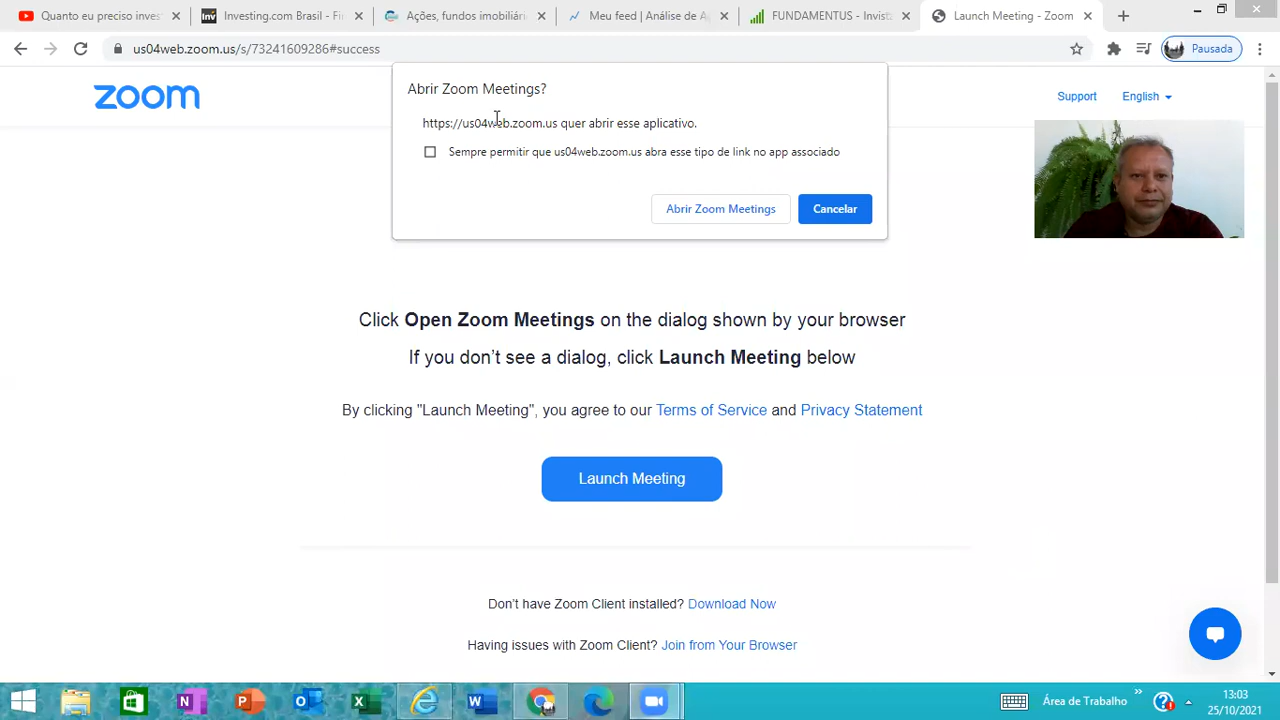 Quanto eu preciso invest
Inv
Investing.com Brasil - Fi
Ações, fundos imobiliári
Meu feed | Análise de A
FUNDAMENTUS - Invist
Launch Meeting - Zoom
us04web.zoom.us/s/73241609286#success
Pausada
zoom
Support
English
Abrir Zoom Meetings?
https://us04web.zoom.us quer abrir esse aplicativo.
Sempre permitir que us04web.zoom.us abra esse tipo de link no app associado
Abrir Zoom Meetings
Cancelar
Click Open Zoom Meetings on the dialog shown by your browser
If you don’t see a dialog, click Launch Meeting below
By clicking "Launch Meeting", you agree to our Terms of Service and Privacy Statement
Launch Meeting
Don’t have Zoom Client installed? Download Now
Having issues with Zoom Client? Join from Your Browser
Área de Trabalho
13:03
25/10/2021